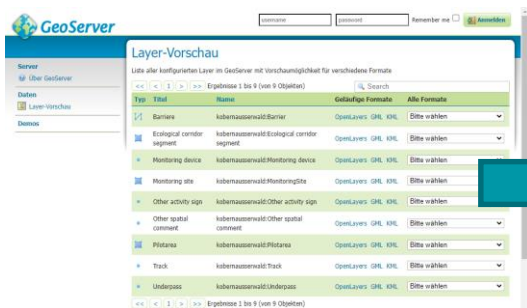 GeoServer
username
password
Remember me
Anmelden
Server
Über GeoServer
Daten
Layer-Vorschau
Demos
Layer-Vorschau
Liste aller konfigurierten Layer im GeoServer mit Vorschaumöglichkeit für verschiedene Formate
<< < 1 > >> Ergebnisse 1 bis 9 (von 9 Objekten)
Search
Typ Titel Name Geläufige Formate Alle Formate
Barriere kobernausserwald:Barrier OpenLayers GML KML Bitte wählen
Ecological corridor segment kobernausserwald:Ecological corridor segment OpenLayers GML KML Bitte wählen
Monitoring device kobernausserwald:Monitoring device OpenLayers GML KML Bitte wählen
Monitoring site kobernausserwald:MonitoringSite OpenLayers GML KML Bitte wählen
Other activity sign kobernausserwald:Other activity sign OpenLayers GML KML Bitte wählen
Other spatial comment kobernausserwald:Other spatial comment OpenLayers GML KML Bitte wählen
Pilotarea kobernausserwald:Pilotarea OpenLayers GML KML Bitte wählen
Track kobernausserwald:Track OpenLayers GML KML Bitte wählen
Underpass kobernausserwald:Underpass OpenLayers GML KML Bitte wählen
<< < 1 > >> Ergebnisse 1 bis 9 (von 9 Objekten)